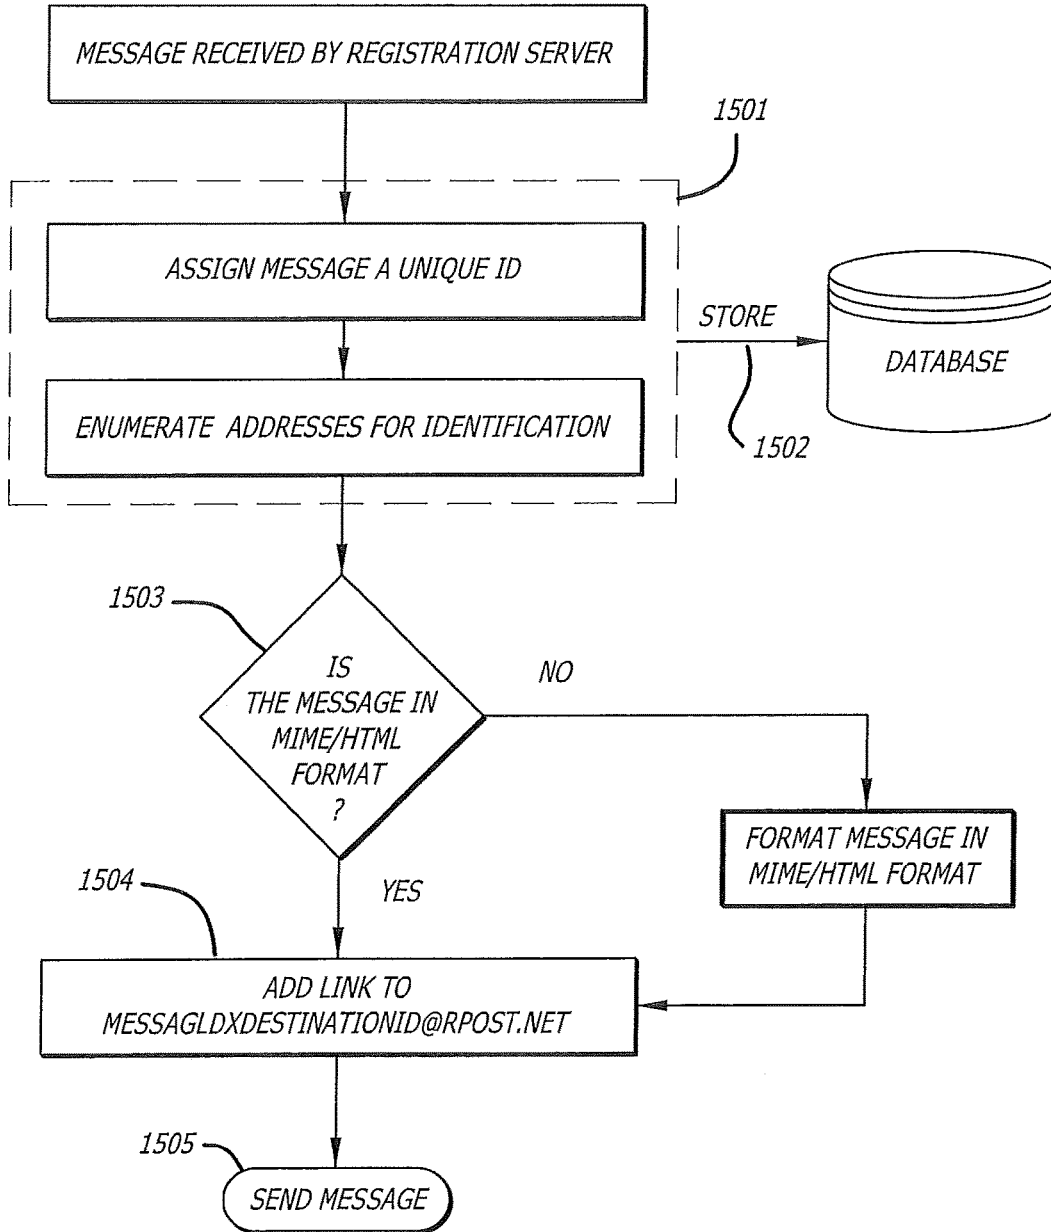 MESSAGE RECEIVED BY REGISTRATION SERVER
1501
ASSIGN MESSAGE A UNIQUE ID
STORE
DATABASE
ENUMERATE ADDRESSES FOR IDENTIFICATION
1502
1503
IS
THE MESSAGE IN
MIME/HTML
FORMAT
?
NO
FORMAT MESSAGE IN
MIME/HTML FORMAT
1504
YES
ADD LINK TO
MESSAGLDXDESTINATIONID@RPOST.NET
1505
SEND MESSAGE